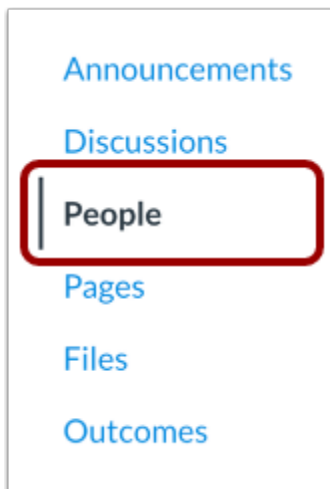 Announcements
Discussions
People
Pages
Files
Outcomes